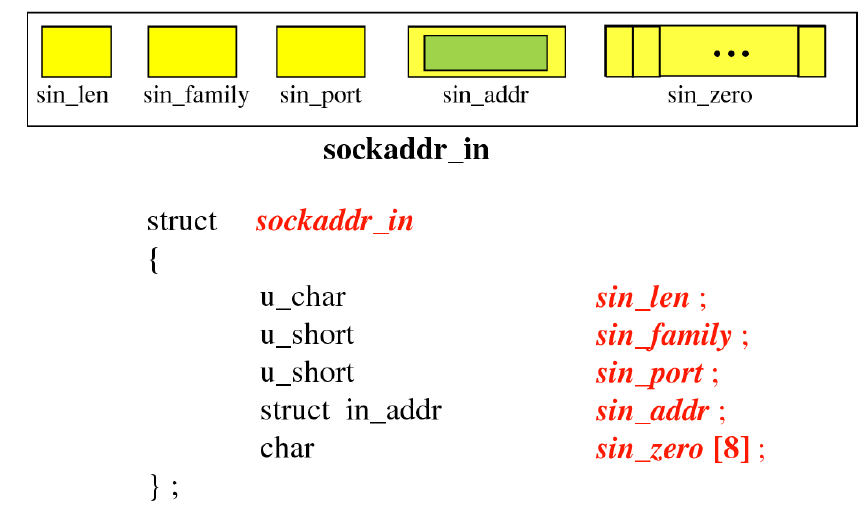 ...
sin_len sin_family sin_port sin_addr sin_zero
sockaddr_in
struct sockaddr_in
{
u_char sin_len ;
u_short sin_family ;
u_short sin_port ;
struct in_addr sin_addr ;
char sin_zero [8] ;
} ;